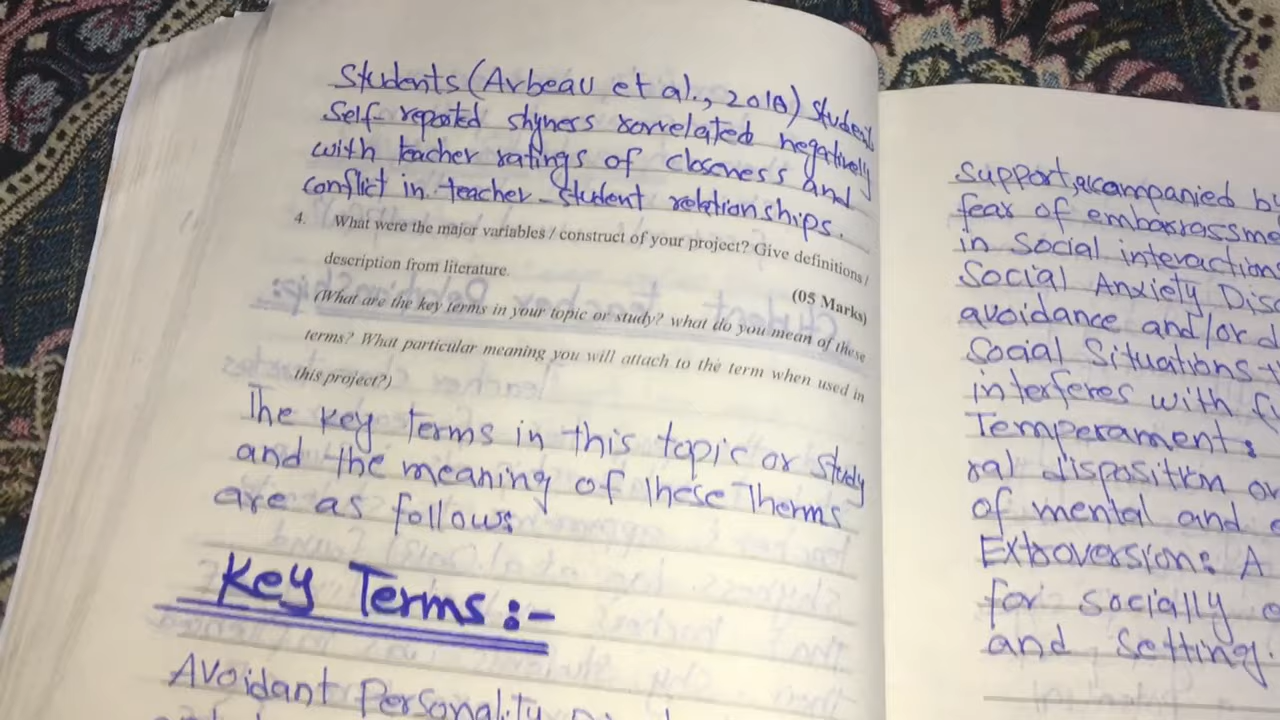 Students (Arbeau et al., 2010) Student
Self-reported shyness correlated negatively
with teacher ratings of closeness and
conflict in teacher-student relationships.
4. What were the major variables / construct of your project? Give definitions /
description from literature.
(05 Marks)
(What are the key terms in your topic or study? what do you mean of these
terms? What particular meaning you will attach to the term when used in
this project?)
The Key Terms in this topic or study
and the meaning of These Therms
are as follows
Key Terms:-
Avoidant Personality
support, accompanied by
fear of embarrassme
in Social interaction
Social Anxiety Diso
avoidance and/or d
Social Situations
interferes with
Temperament:
ral disposition or
of mental and
Extroversion: A
for socially
and setting.